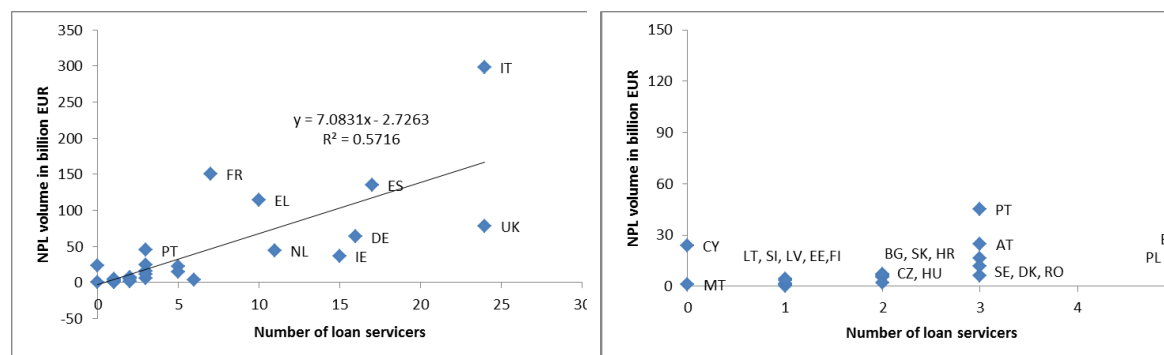 350
300
250
200
150
100
50
0
-50
NPL volume in billion EUR
0 5 10 15 20 25 30
Number of loan servicers
IT
y = 7.0831x - 2.7263
R² = 0.5716
FR
ES
EL
UK
DE
NL
IE
PT
150
120
90
60
30
0
NPL volume in billion EUR
0 1 2 3 4
Number of loan servicers
PT
CY
AT
BG, SK, HR
LT, SI, LV, EE,FI
PL
CZ, HU
SE, DK, RO
MT